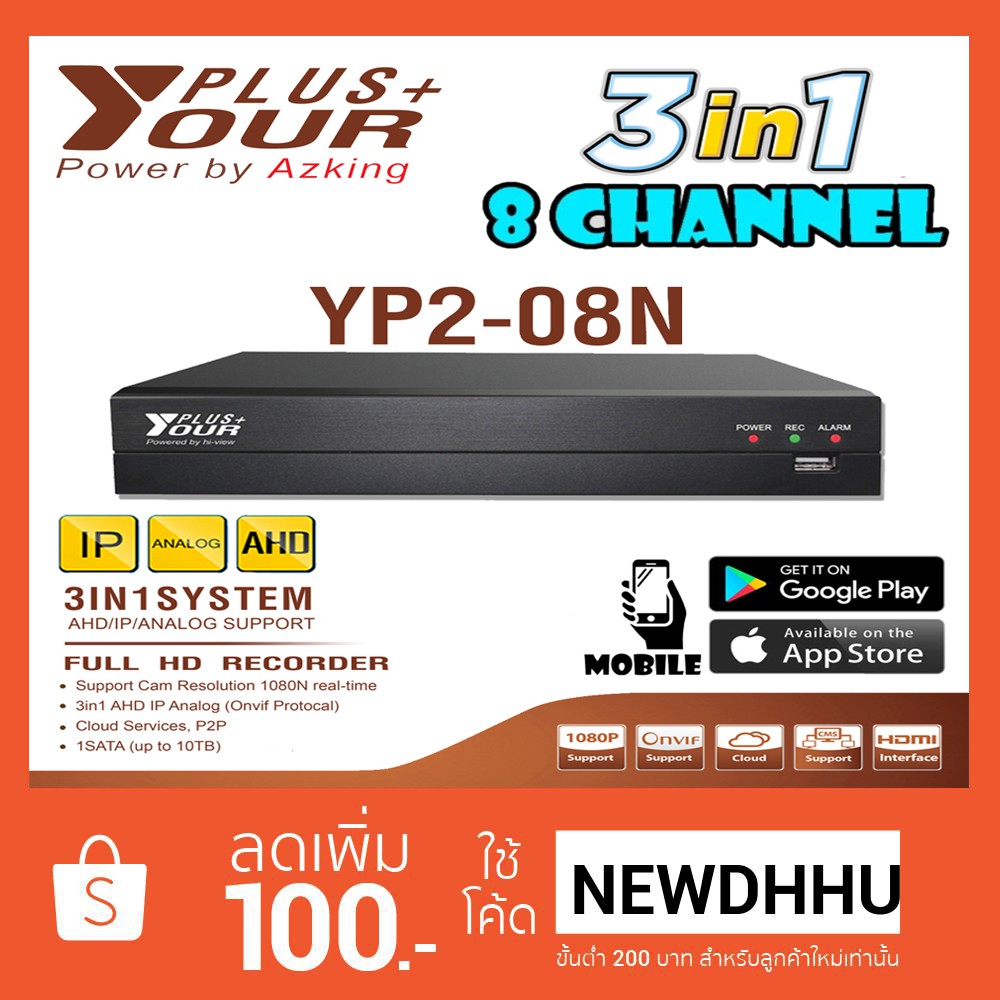 YPLUS+
YOUR
Power by Azking
3in1
8 CHANNEL
YP2-08N
YPLUS+
YOUR
Powered by hi-view
POWER REC ALARM
IP ANALOG AHD
3IN1SYSTEM
AHD/IP/ANALOG SUPPORT
FULL HD RECORDER
• Support Cam Resolution 1080N real-time
• 3in1 AHD IP Analog (Onvif Protocal)
• Cloud Services, P2P
• 1SATA (up to 10TB)
MOBILE
GET IT ON
Google Play
Available on the
App Store
1080P
Support
ONVIF
Support
Cloud
CMS
Support
HDMI
Interface
S
ลดเพิ่ม
100.-
ใช้
โค้ด
NEWDHHU
ขั้นต่ำ 200 บาท สำหรับลูกค้าใหม่เท่านั้น